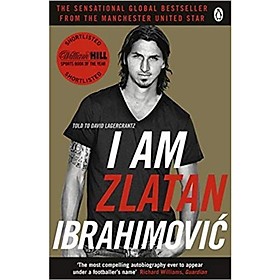 THE SENSATIONAL GLOBAL BESTSELLER
FROM THE MANCHESTER UNITED STAR
SHORTLISTED
William HILL
SPORTS BOOK OF THE YEAR
SHORTLISTED
TOLD TO DAVID LAGERCRANTZ
I AM
ZLATAN
IBRAHIMOVIĆ
'The most compelling autobiography ever to appear
under a footballer's name' Richard Williams, Guardian